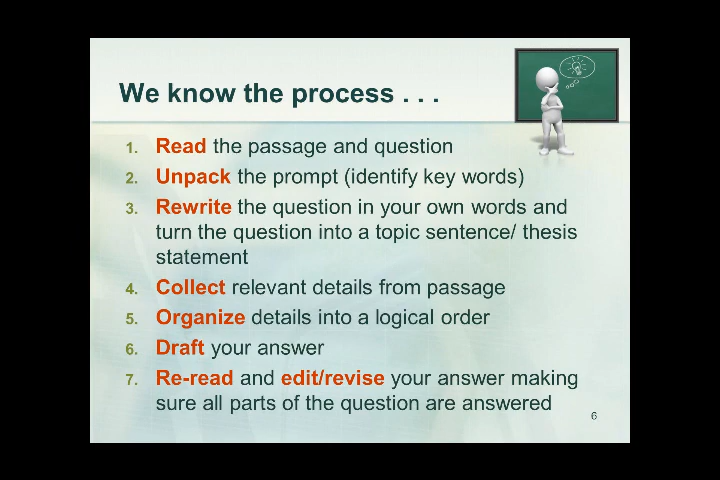 We know the process . . .
1. Read the passage and question
2. Unpack the prompt (identify key words)
3. Rewrite the question in your own words and
turn the question into a topic sentence/ thesis
statement
4. Collect relevant details from passage
5. Organize details into a logical order
6. Draft your answer
7. Re-read and edit/revise your answer making
sure all parts of the question are answered
6